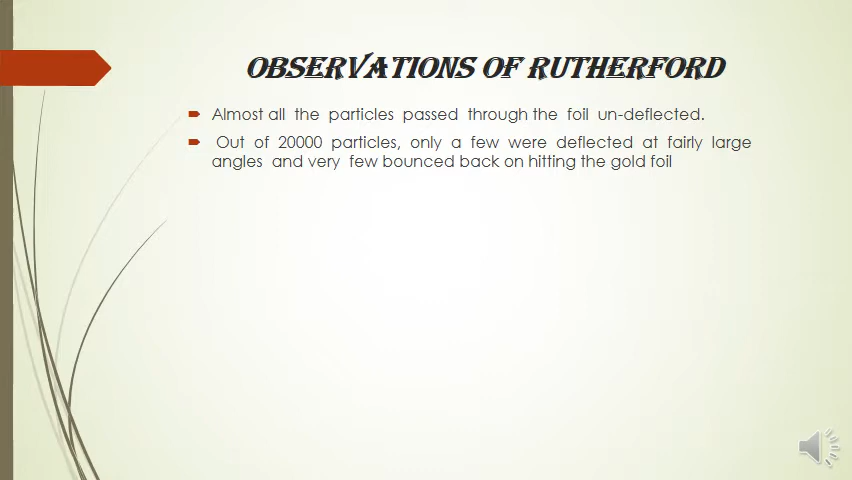 OBSERVATIONS OF RUTHERFORD
Almost all the particles passed through the foil un-deflected.
Out of 20000 particles, only a few were deflected at fairly large
angles and very few bounced back on hitting the gold foil